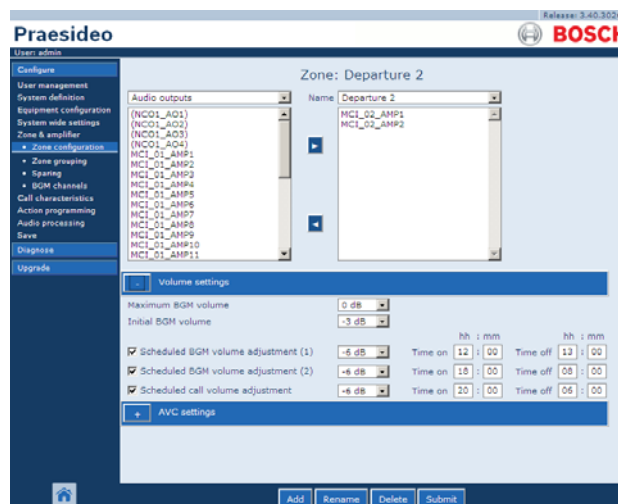 Release: 3.40.302
Praesideo
BOSCH
User: admin
Configure
User management
System definition
Equipment configuration
System wide settings
Zone & amplifier
• Zone configuration
• Zone grouping
• Sparing
• BGM channels
Call characteristics
Action programming
Audio processing
Save
Diagnose
Upgrade
Zone: Departure 2
Audio outputs
Name Departure 2
(NCO1_AO1)
(NCO1_AO2)
(NCO1_AO3)
(NCO1_AO4)
MCI_01_AMP1
MCI_01_AMP2
MCI_01_AMP3
MCI_01_AMP4
MCI_01_AMP5
MCI_01_AMP6
MCI_01_AMP7
MCI_01_AMP8
MCI_01_AMP9
MCI_01_AMP10
MCI_01_AMP11
MCI_02_AMP1
MCI_02_AMP2
- Volume settings
Maximum BGM volume 0 dB
Initial BGM volume -3 dB
hh : mm hh : mm
Scheduled BGM volume adjustment (1) -6 dB Time on 12 : 00 Time off 13 : 00
Scheduled BGM volume adjustment (2) -6 dB Time on 18 : 00 Time off 08 : 00
Scheduled call volume adjustment -6 dB Time on 20 : 00 Time off 06 : 00
+ AVC settings
Add Rename Delete Submit